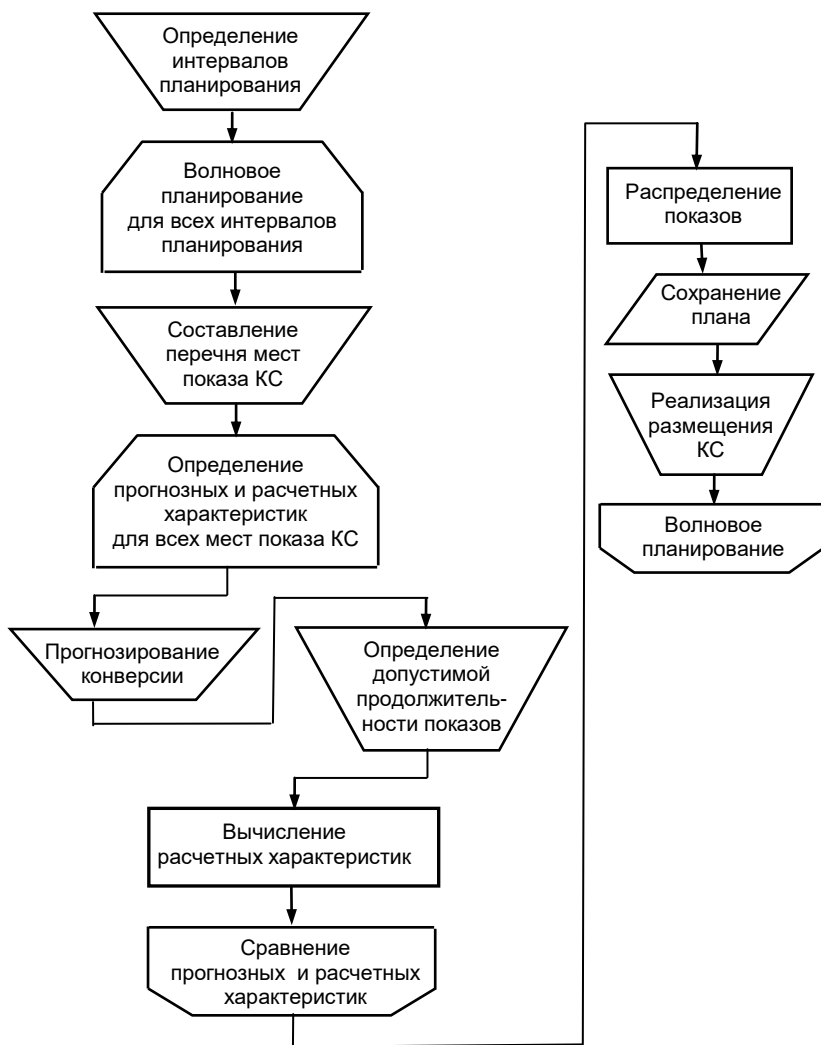 Определение
интервалов
планирования
Волновое
планирование
для всех интервалов
планирования
Составление
перечня мест
показа КС
Определение
прогнозных и расчетных
характеристик
для всех мест показа КС
Прогнозирование
конверсии
Определение
допустимой
продолжитель-
ности показов
Вычисление
расчетных характеристик
Сравнение
прогнозных и расчетных
характеристик
Распределение
показов
Сохранение
плана
Реализация
размещения
КС
Волновое
планирование